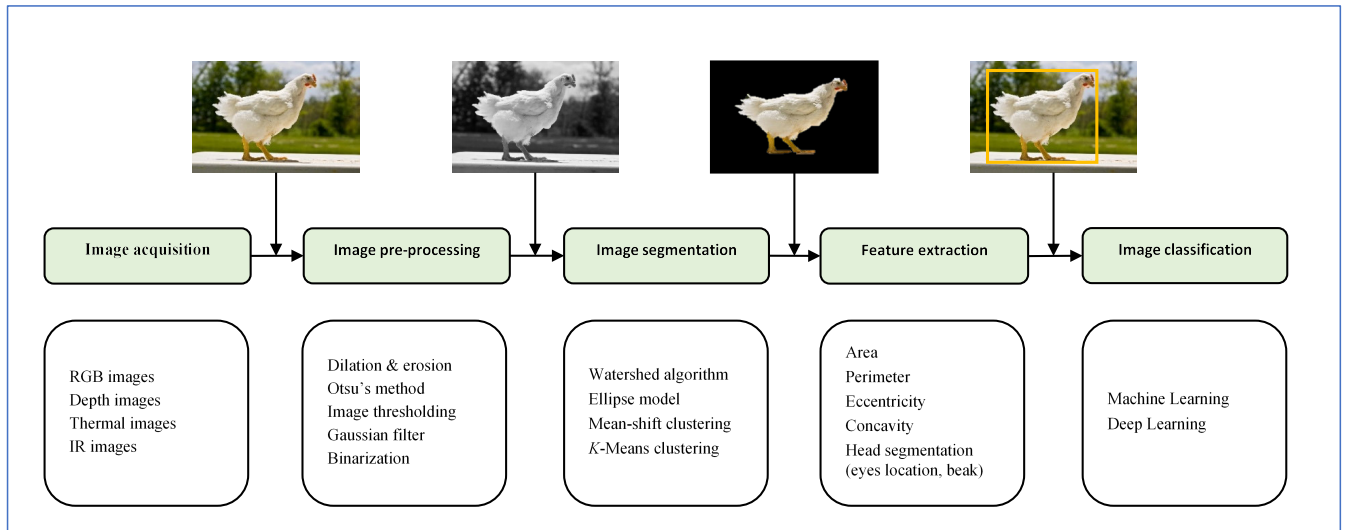 Image acquisition
Image pre-processing
Image segmentation
Feature extraction
Image classification
RGB images
Depth images
Thermal images
IR images
Dilation & erosion
Otsu's method
Image thresholding
Gaussian filter
Binarization
Watershed algorithm
Ellipse model
Mean-shift clustering
K-Means clustering
Area
Perimeter
Eccentricity
Concavity
Head segmentation
(eyes location, beak)
Machine Learning
Deep Learning